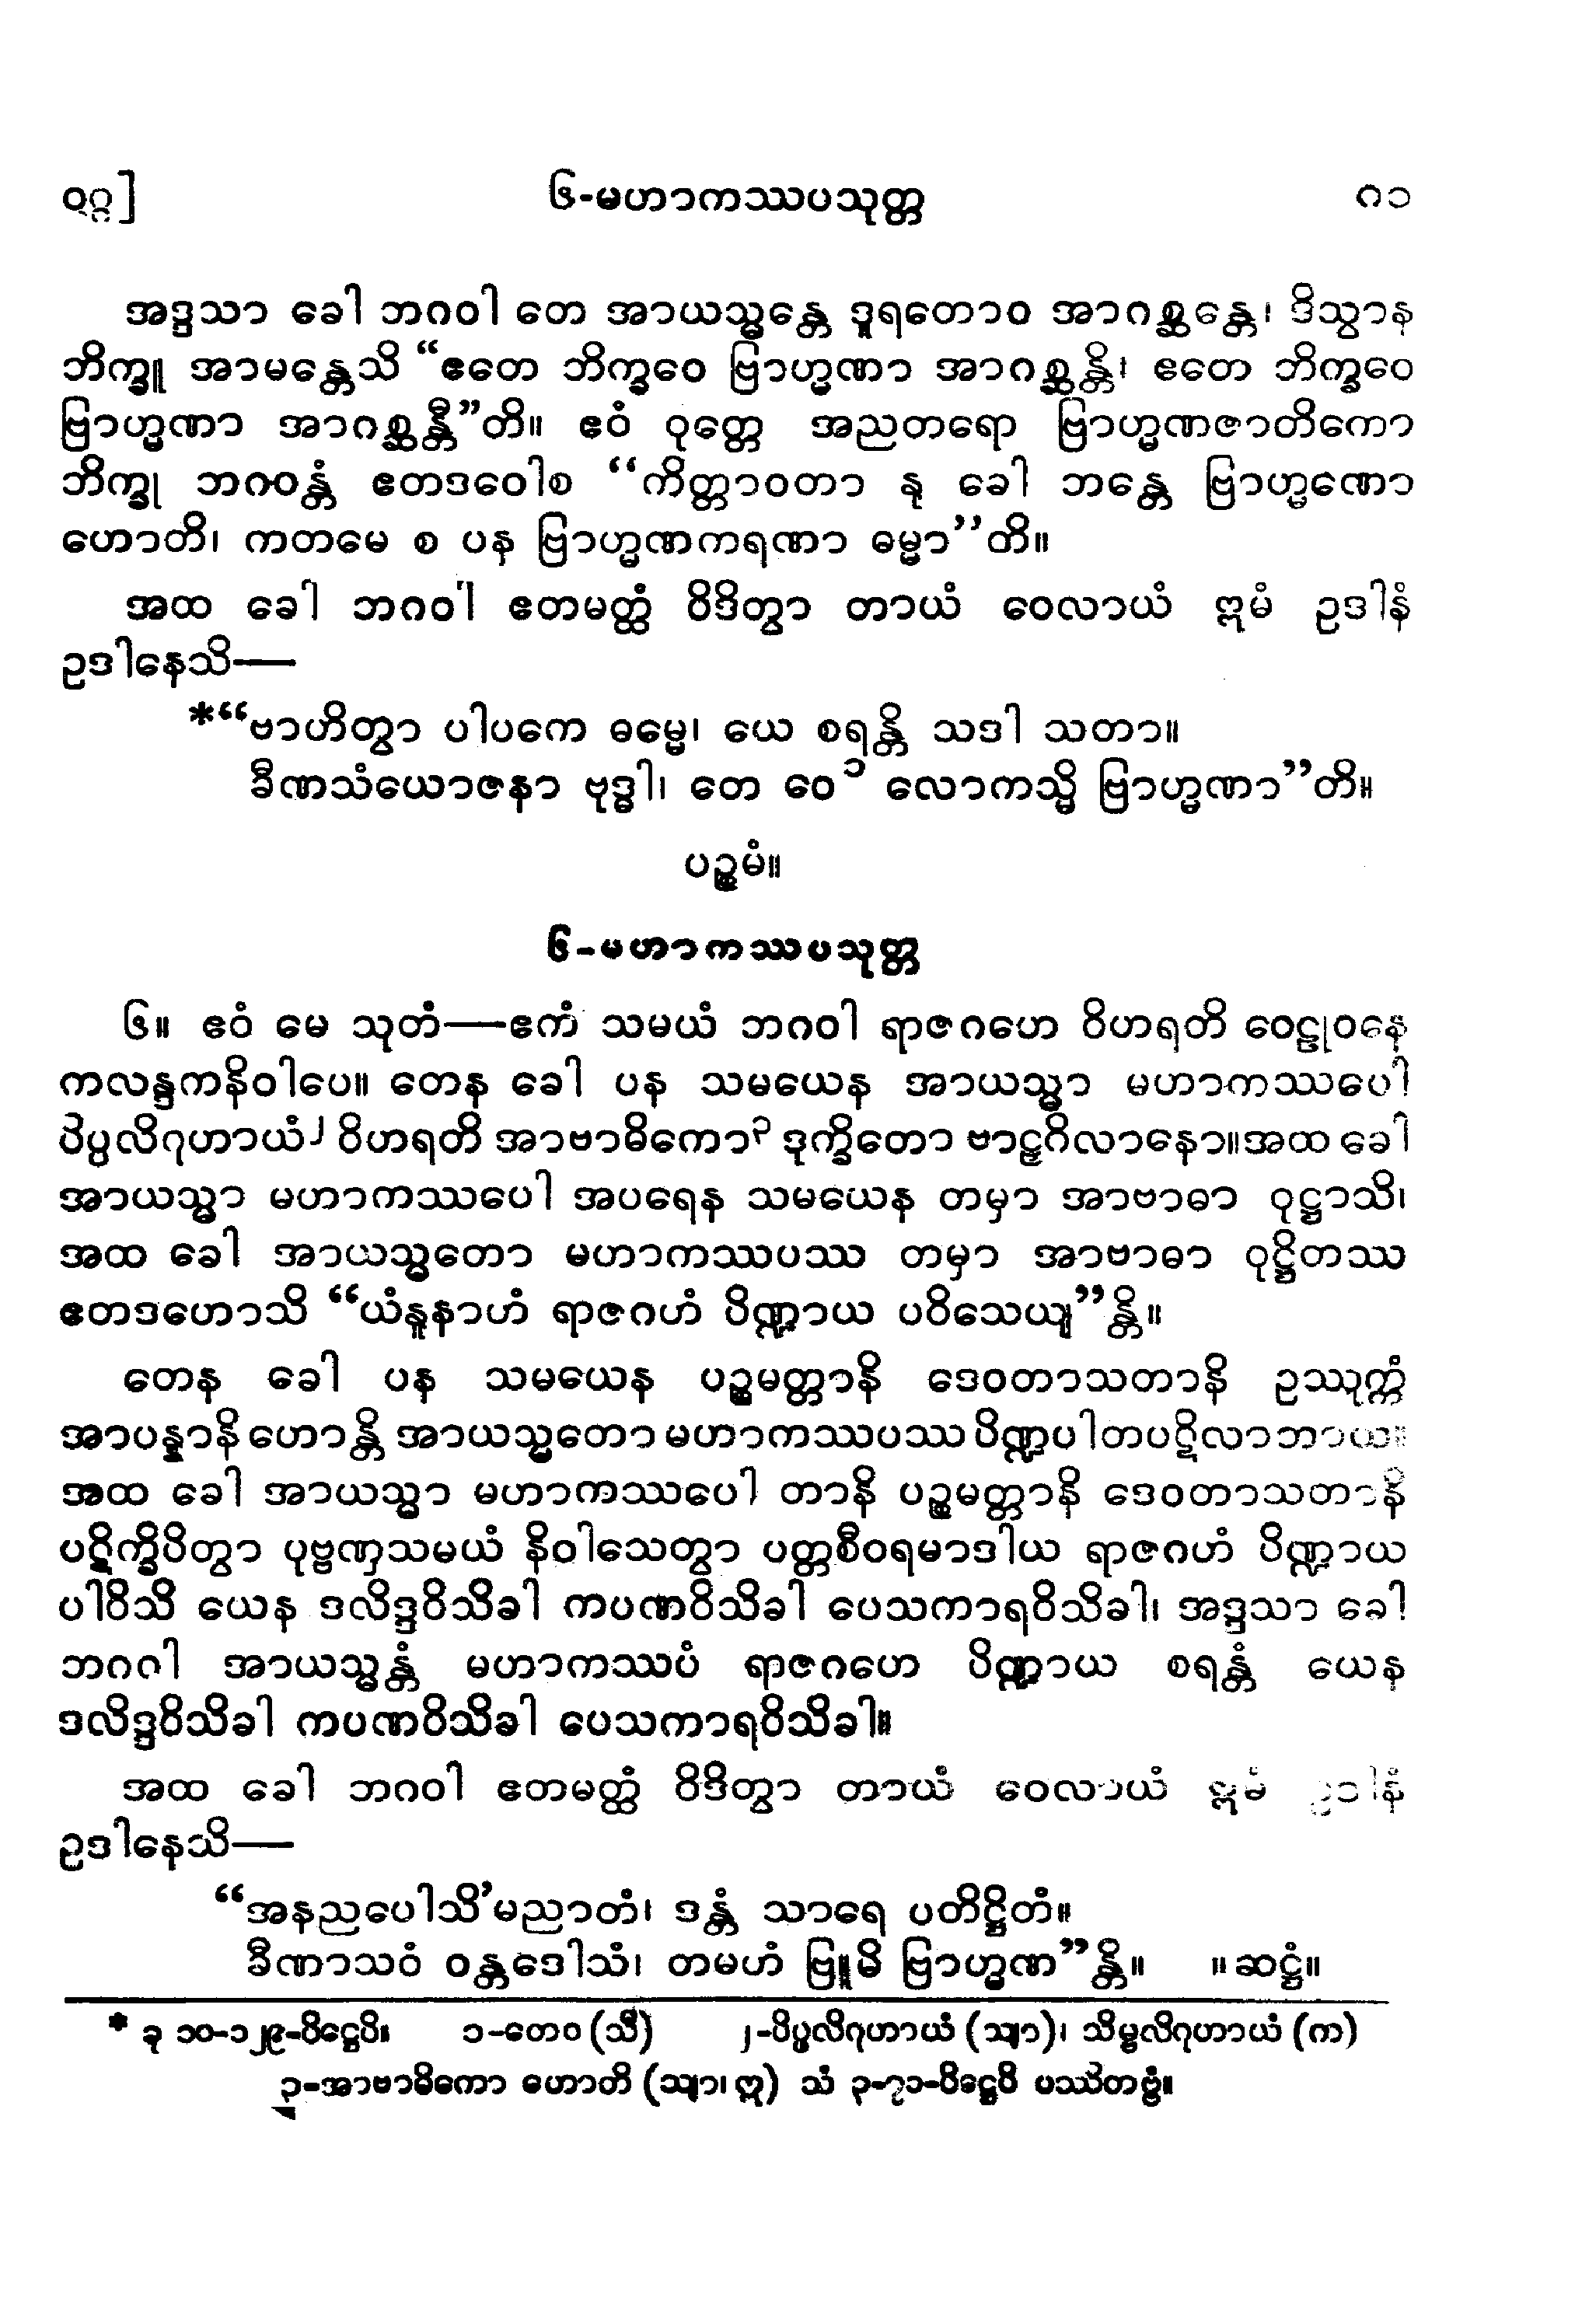 ၆-မဟာကဿပသုတ္တ ၈၁
အဒ္ဒသာ ခေါ ဘဂဝါ တေ အာယသ္မန္တေ ဒူရတောဝ အာဂစ္ဆန္တေ၊ ဒိသွာန
ဘိက္ခူ အာမန္တေသိ “ဧတေ ဘိက္ခဝေ ဗြာဟ္မဏာ အာဂစ္ဆန္တိ၊ ဧတေ ဘိက္ခဝေ
ဗြာဟ္မဏာ အာဂစ္ဆန္တီ”တိ။ ဧဝံ ဝုတ္တေ အညတရော ဗြာဟ္မဏဇာတိကော
ဘိက္ခု ဘဂဝန္တံ ဧတဒဝေါစ “ကိတ္တာဝတာ နု ခေါ ဘန္တေ ဗြာဟ္မဏော
ဟောတိ၊ ကတမေ စ ပန ဗြာဟ္မဏကရဏာ ဓမ္မာ”တိ။
အထ ခေါ ဘဂဝါ ဧတမတ္ထံ ဝိဒိတွာ တာယံ ဝေလာယံ ဣမံ ဥဒါနံ
ဥဒါနေသိ—
*“ဗာဟိတွာ ပါပကေ ဓမ္မေ၊ ယေ စရန္တိ သဒါ သတာ။
ခီဏသံယောဇနာ ဗုဒ္ဓါ၊ တေ ဝေ ၁ လောကသ္မိ ဗြာဟ္မဏာ”တိ။
ပဉ္စမံ။
၆-မဟာကဿပသုတ္တ
၆။ ဧဝံ မေ သုတံ—ဧကံ သမယံ ဘဂဝါ ရာဇဂဟေ ဝိဟရတိ ဝေဠုဝနေ
ကလန္ဒကနိဝါပေ။ တေန ခေါ ပန သမယေန အာယသ္မာ မဟာကဿပေါ
ပိပ္ပလိဂုဟာယံ၂ ဝိဟရတိ အာဗာဓိကော၃ ဒုက္ခိတော ဗာဠှဂိလာနော။အထ ခေါ
အာယသ္မာ မဟာကဿပေါ အပရေန သမယေန တမှာ အာဗာဓာ ဝုဋ္ဌာသိ၊
အထ ခေါ အာယသ္မတော မဟာကဿပဿ တမှာ အာဗာဓာ ဝုဋ္ဌိတဿ
ဧတဒဟောသိ “ယံနူနာဟံ ရာဇဂဟံ ပိဏ္ဍာယ ပဝိသေယျ”န္တိ။
တေန ခေါ ပန သမယေန ပဉ္စမတ္တာနိ ဒေဝတာသတာနိ ဥဿုက္ကံ
အာပန္နာနိ ဟောန္တိ အာယသ္မတော မဟာကဿပဿ ပိဏ္ဍပါတပဋိလာဘာယ။
အထ ခေါ အာယသ္မာ မဟာကဿပေါ တာနိ ပဉ္စမတ္တာနိ ဒေဝတာသတာနိ
ပဋိက္ခိပိတွာ ပုဗ္ဗဏှသမယံ နိဝါသေတွာ ပတ္တစီဝရမာဒါယ ရာဇဂဟံ ပိဏ္ဍာယ
ပါဝိသိ ယေန ဒလိဒ္ဒဝိသိခါ ကပဏဝိသိခါ ပေသကာရဝိသိခါ၊ အဒ္ဒသာ ခေါ
ဘဂဝါ အာယသ္မန္တံ မဟာကဿပံ ရာဇဂဟေ ပိဏ္ဍာယ စရန္တံ ယေန
ဒလိဒ္ဒဝိသိခါ ကပဏဝိသိခါ ပေသကာရဝိသိခါ။
အထ ခေါ ဘဂဝါ ဧတမတ္ထံ ဝိဒိတွာ တာယံ ဝေလာယံ ဣမံ ဥဒါနံ
ဥဒါနေသိ—
“အနညပေါသိ’မညာတံ၊ ဒန္တံ သာရေ ပတိဋ္ဌိတံ။
ခီဏာသဝံ ဝန္တဒေါသံ၊ တမဟံ ဗြူမိ ဗြာဟ္မဏ”န္တိ။ ။ဆဋ္ဌံ။
* ခု ၁၀-၁၂၉-ပိဋ္ဌေပိ။ ၁-တေဝ (သီ) ၂-ပိပ္ဖလိဂုဟာယံ (သျာ)၊ သိမ္ဗလိဂုဟာယံ (က)
၃-အာဗာဓိကော ဟောတိ (သျာ၊ ဣ) သံ ၃-၇၁-ပိဋ္ဌေပိ ပဿိတဗ္ဗံ။